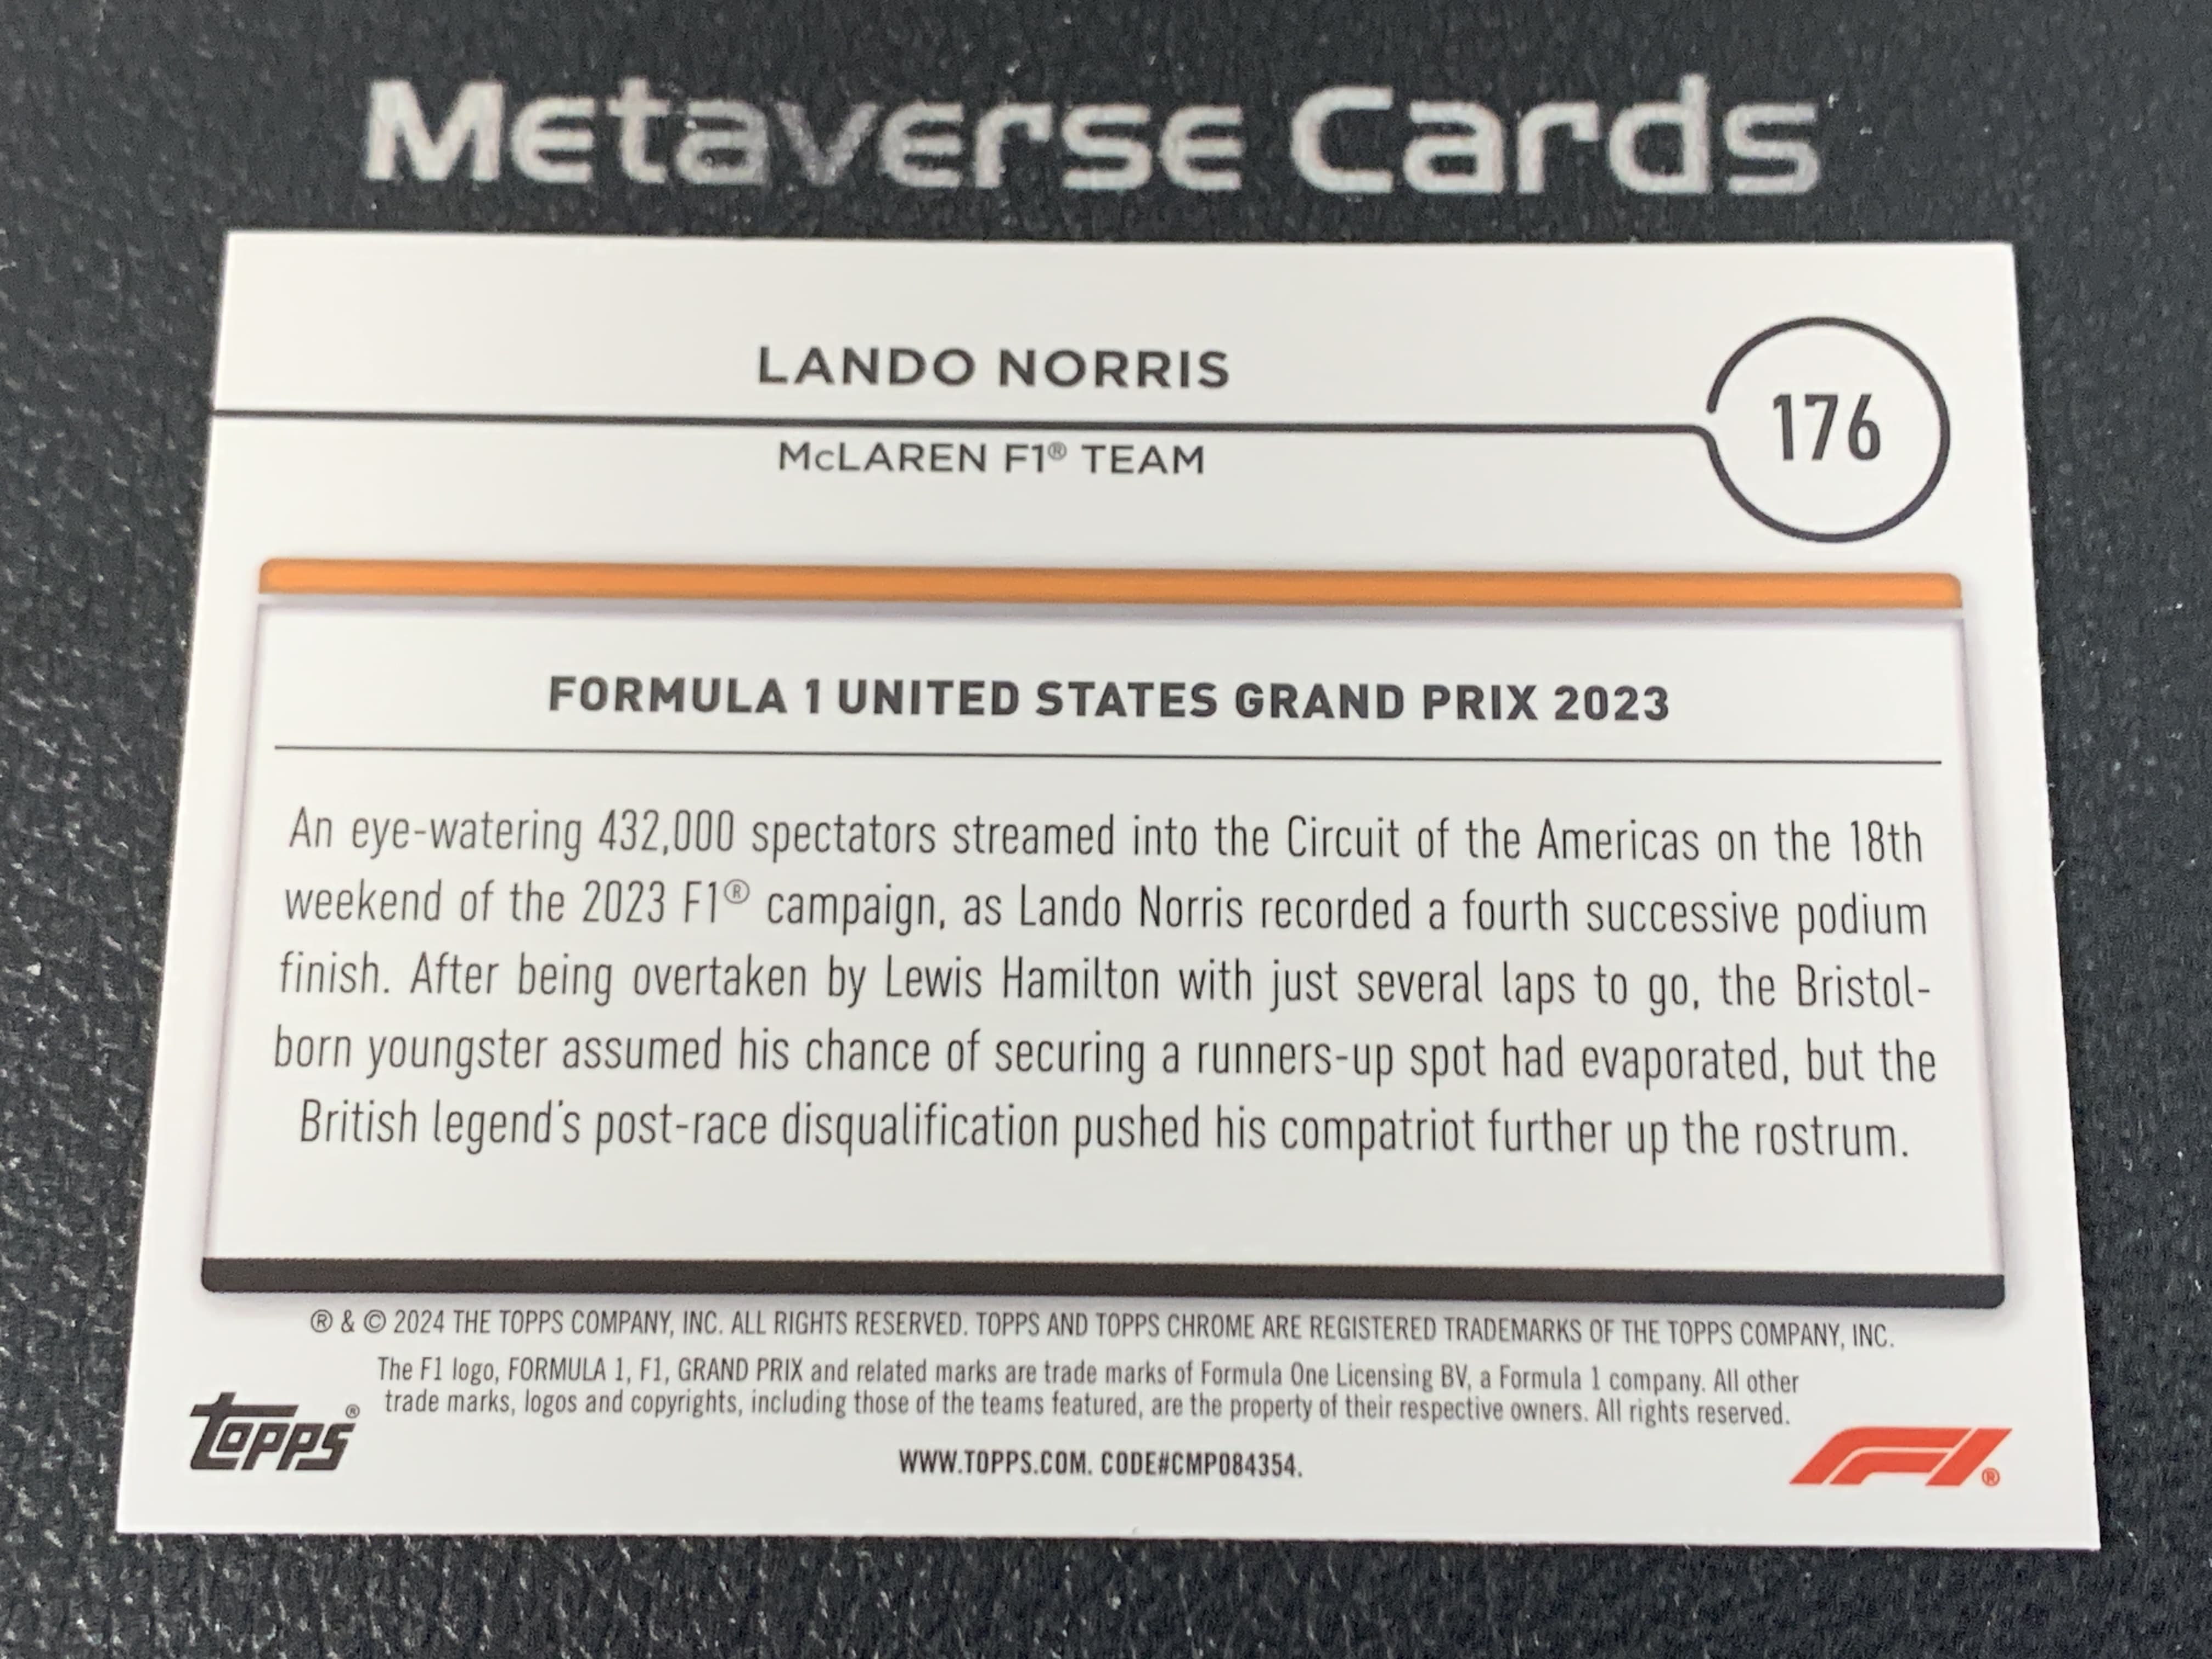 Metaverse Cards
LANDO NORRIS
176
McLAREN F1® TEAM
FORMULA 1 UNITED STATES GRAND PRIX 2023
An eye-watering 432,000 spectators streamed into the Circuit of the Americas on the 18th
weekend of the 2023 F1® campaign, as Lando Norris recorded a fourth successive podium
finish. After being overtaken by Lewis Hamilton with just several laps to go, the Bristol-
born youngster assumed his chance of securing a runners-up spot had evaporated, but the
British legend's post-race disqualification pushed his compatriot further up the rostrum.
® & © 2024 THE TOPPS COMPANY, INC. ALL RIGHTS RESERVED. TOPPS AND TOPPS CHROME ARE REGISTERED TRADEMARKS OF THE TOPPS COMPANY, INC.
The F1 logo, FORMULA 1, F1, GRAND PRIX and related marks are trade marks of Formula One Licensing BV, a Formula 1 company. All other
trade marks, logos and copyrights, including those of the teams featured, are the property of their respective owners. All rights reserved.
Topps®
WWW.TOPPS.COM. CODE#CMP084354.
F1®